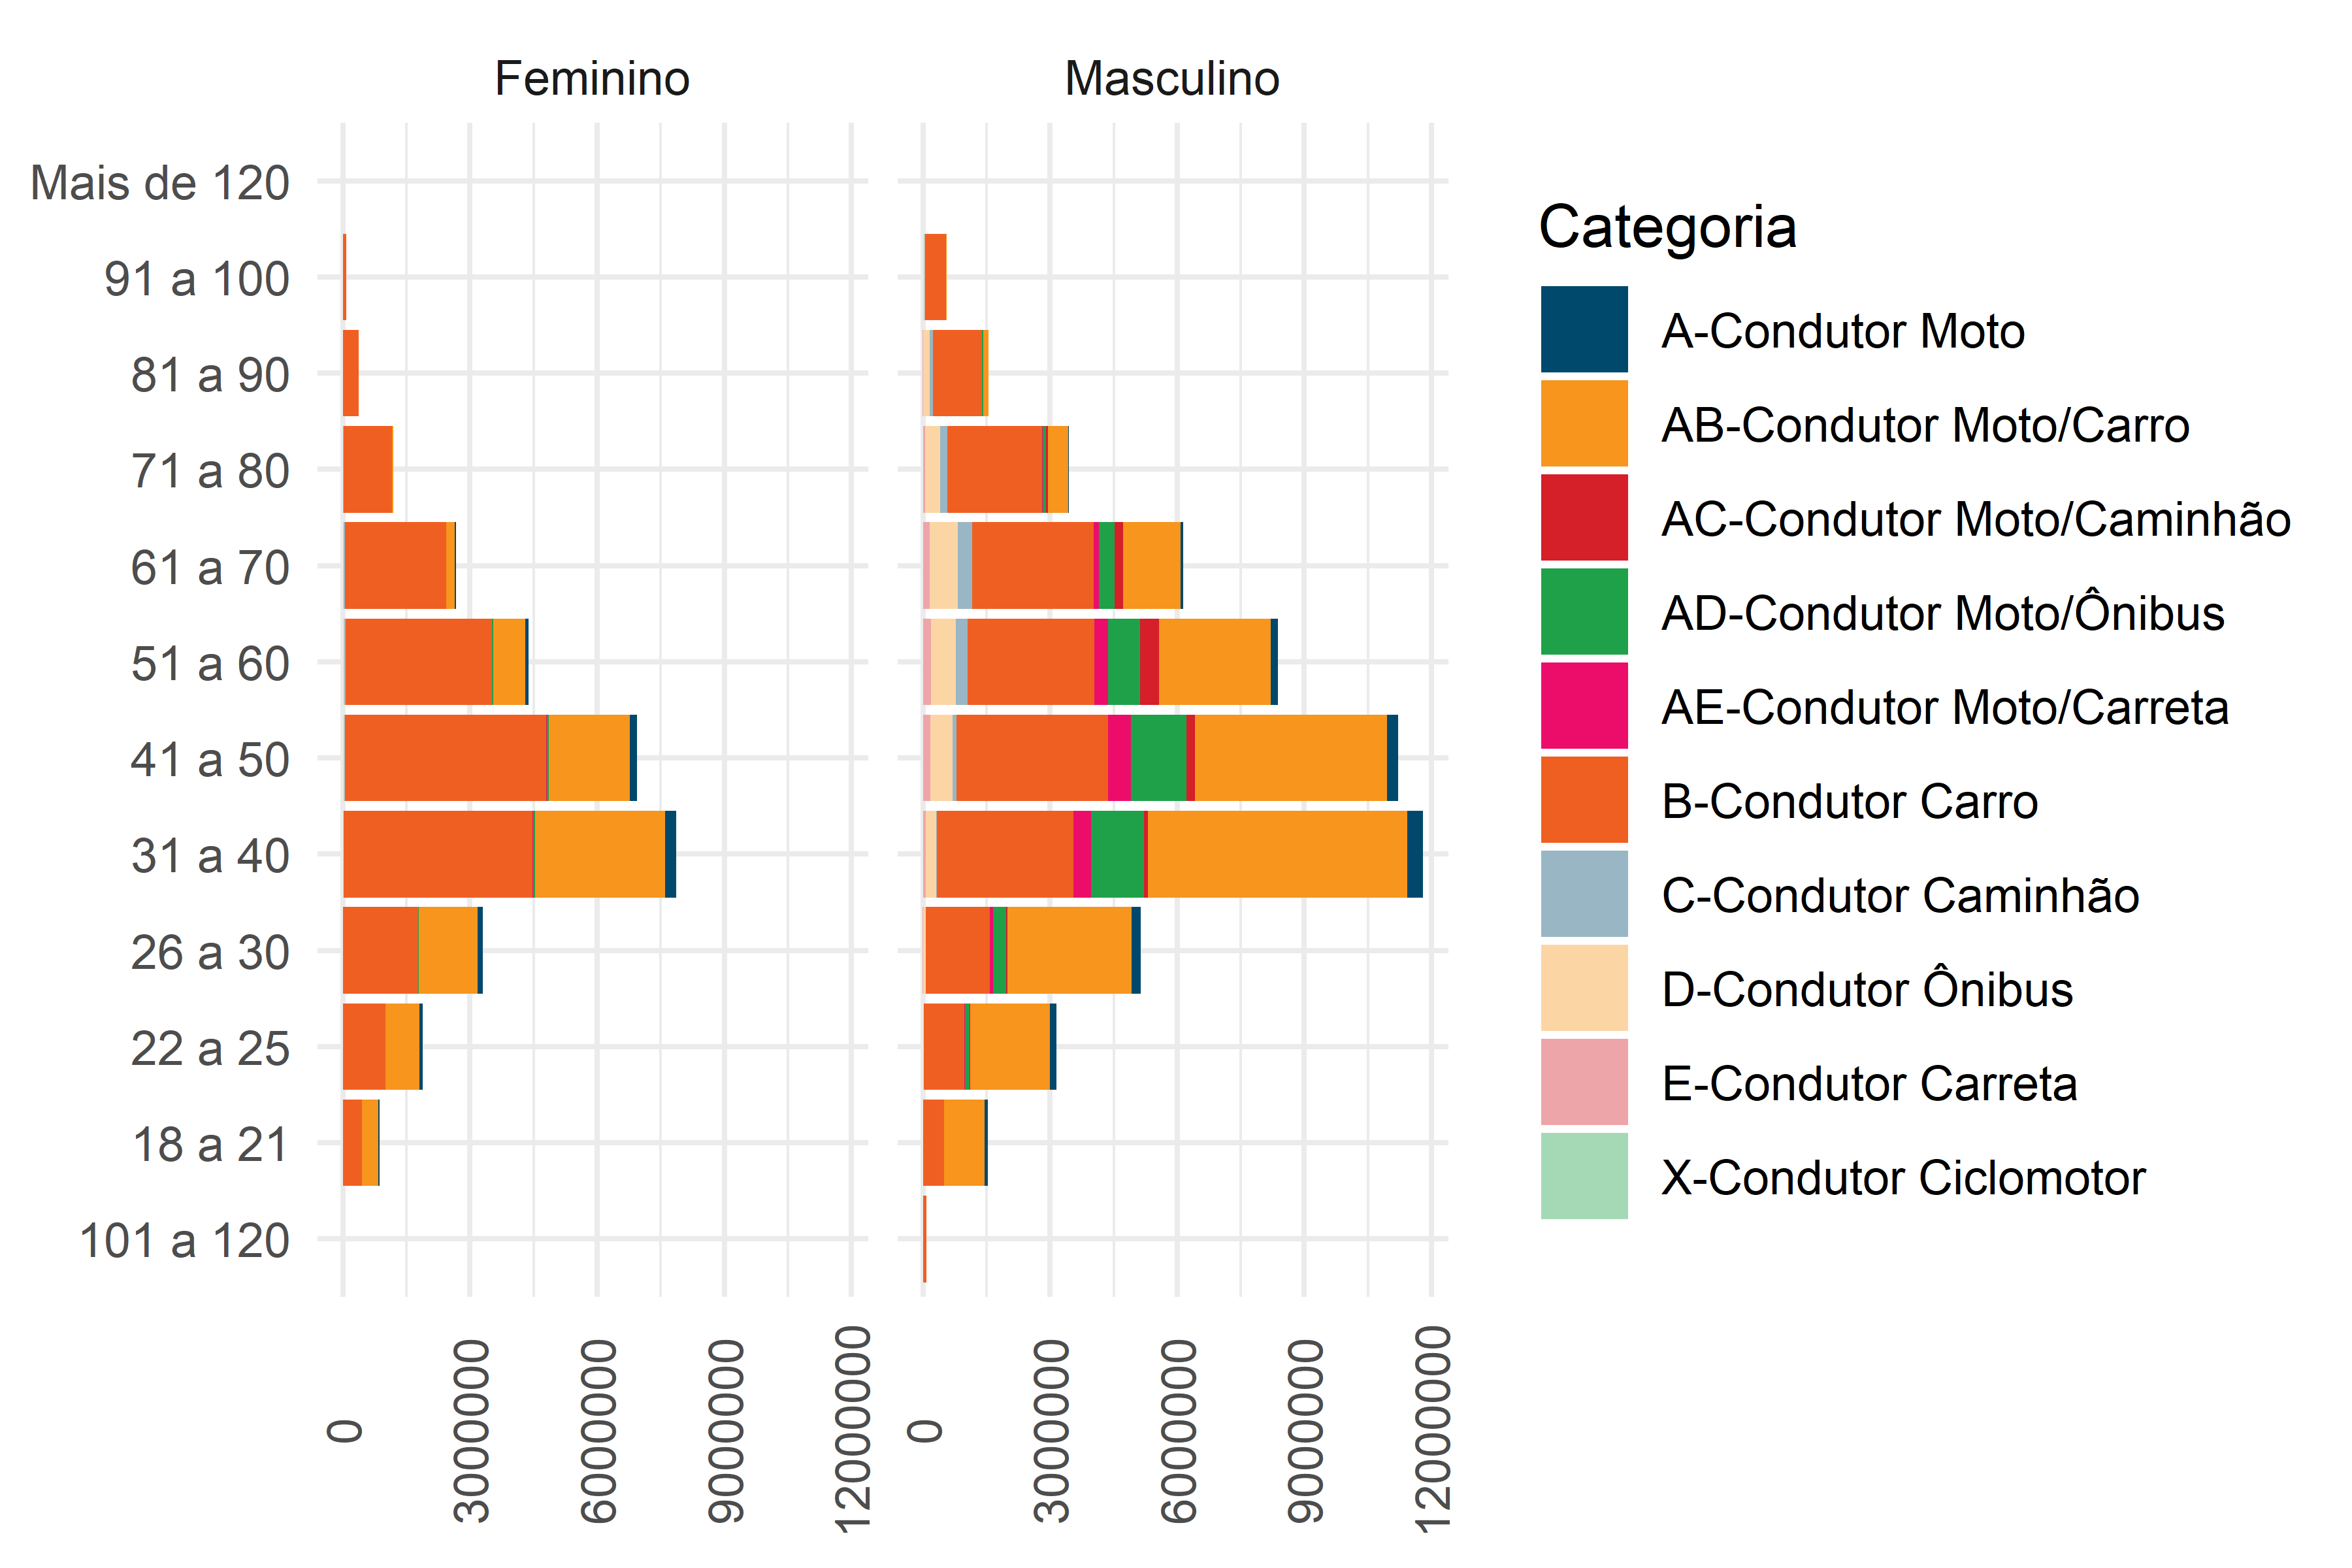 Feminino
Masculino
Mais de 120
91 a 100
81 a 90
71 a 80
61 a 70
51 a 60
41 a 50
31 a 40
26 a 30
22 a 25
18 a 21
101 a 120
0
3000000
6000000
9000000
12000000
0
3000000
6000000
9000000
12000000
Categoria
A-Condutor Moto
AB-Condutor Moto/Carro
AC-Condutor Moto/Caminhão
AD-Condutor Moto/Ônibus
AE-Condutor Moto/Carreta
B-Condutor Carro
C-Condutor Caminhão
D-Condutor Ônibus
E-Condutor Carreta
X-Condutor Ciclomotor